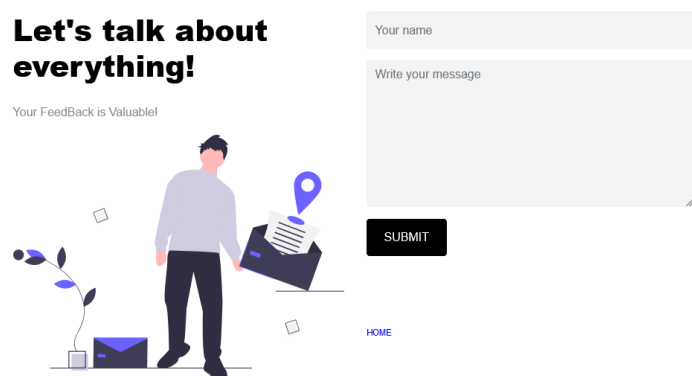 Let's talk about
everything!
Your FeedBack is Valuable!
Your name
Write your message
SUBMIT
HOME